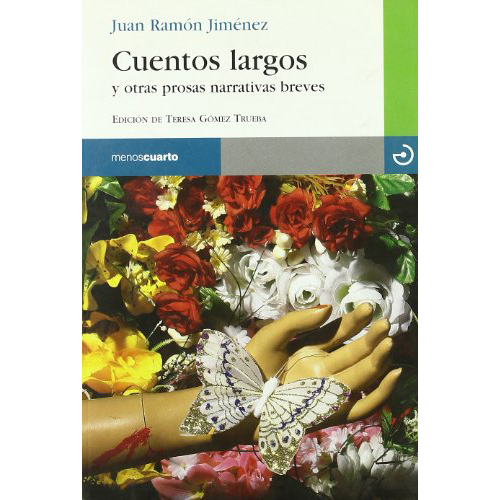 Juan Ramón Jiménez
Cuentos largos
y otras prosas narrativas breves
Edición de Teresa Gómez Trueba
menoscuarto